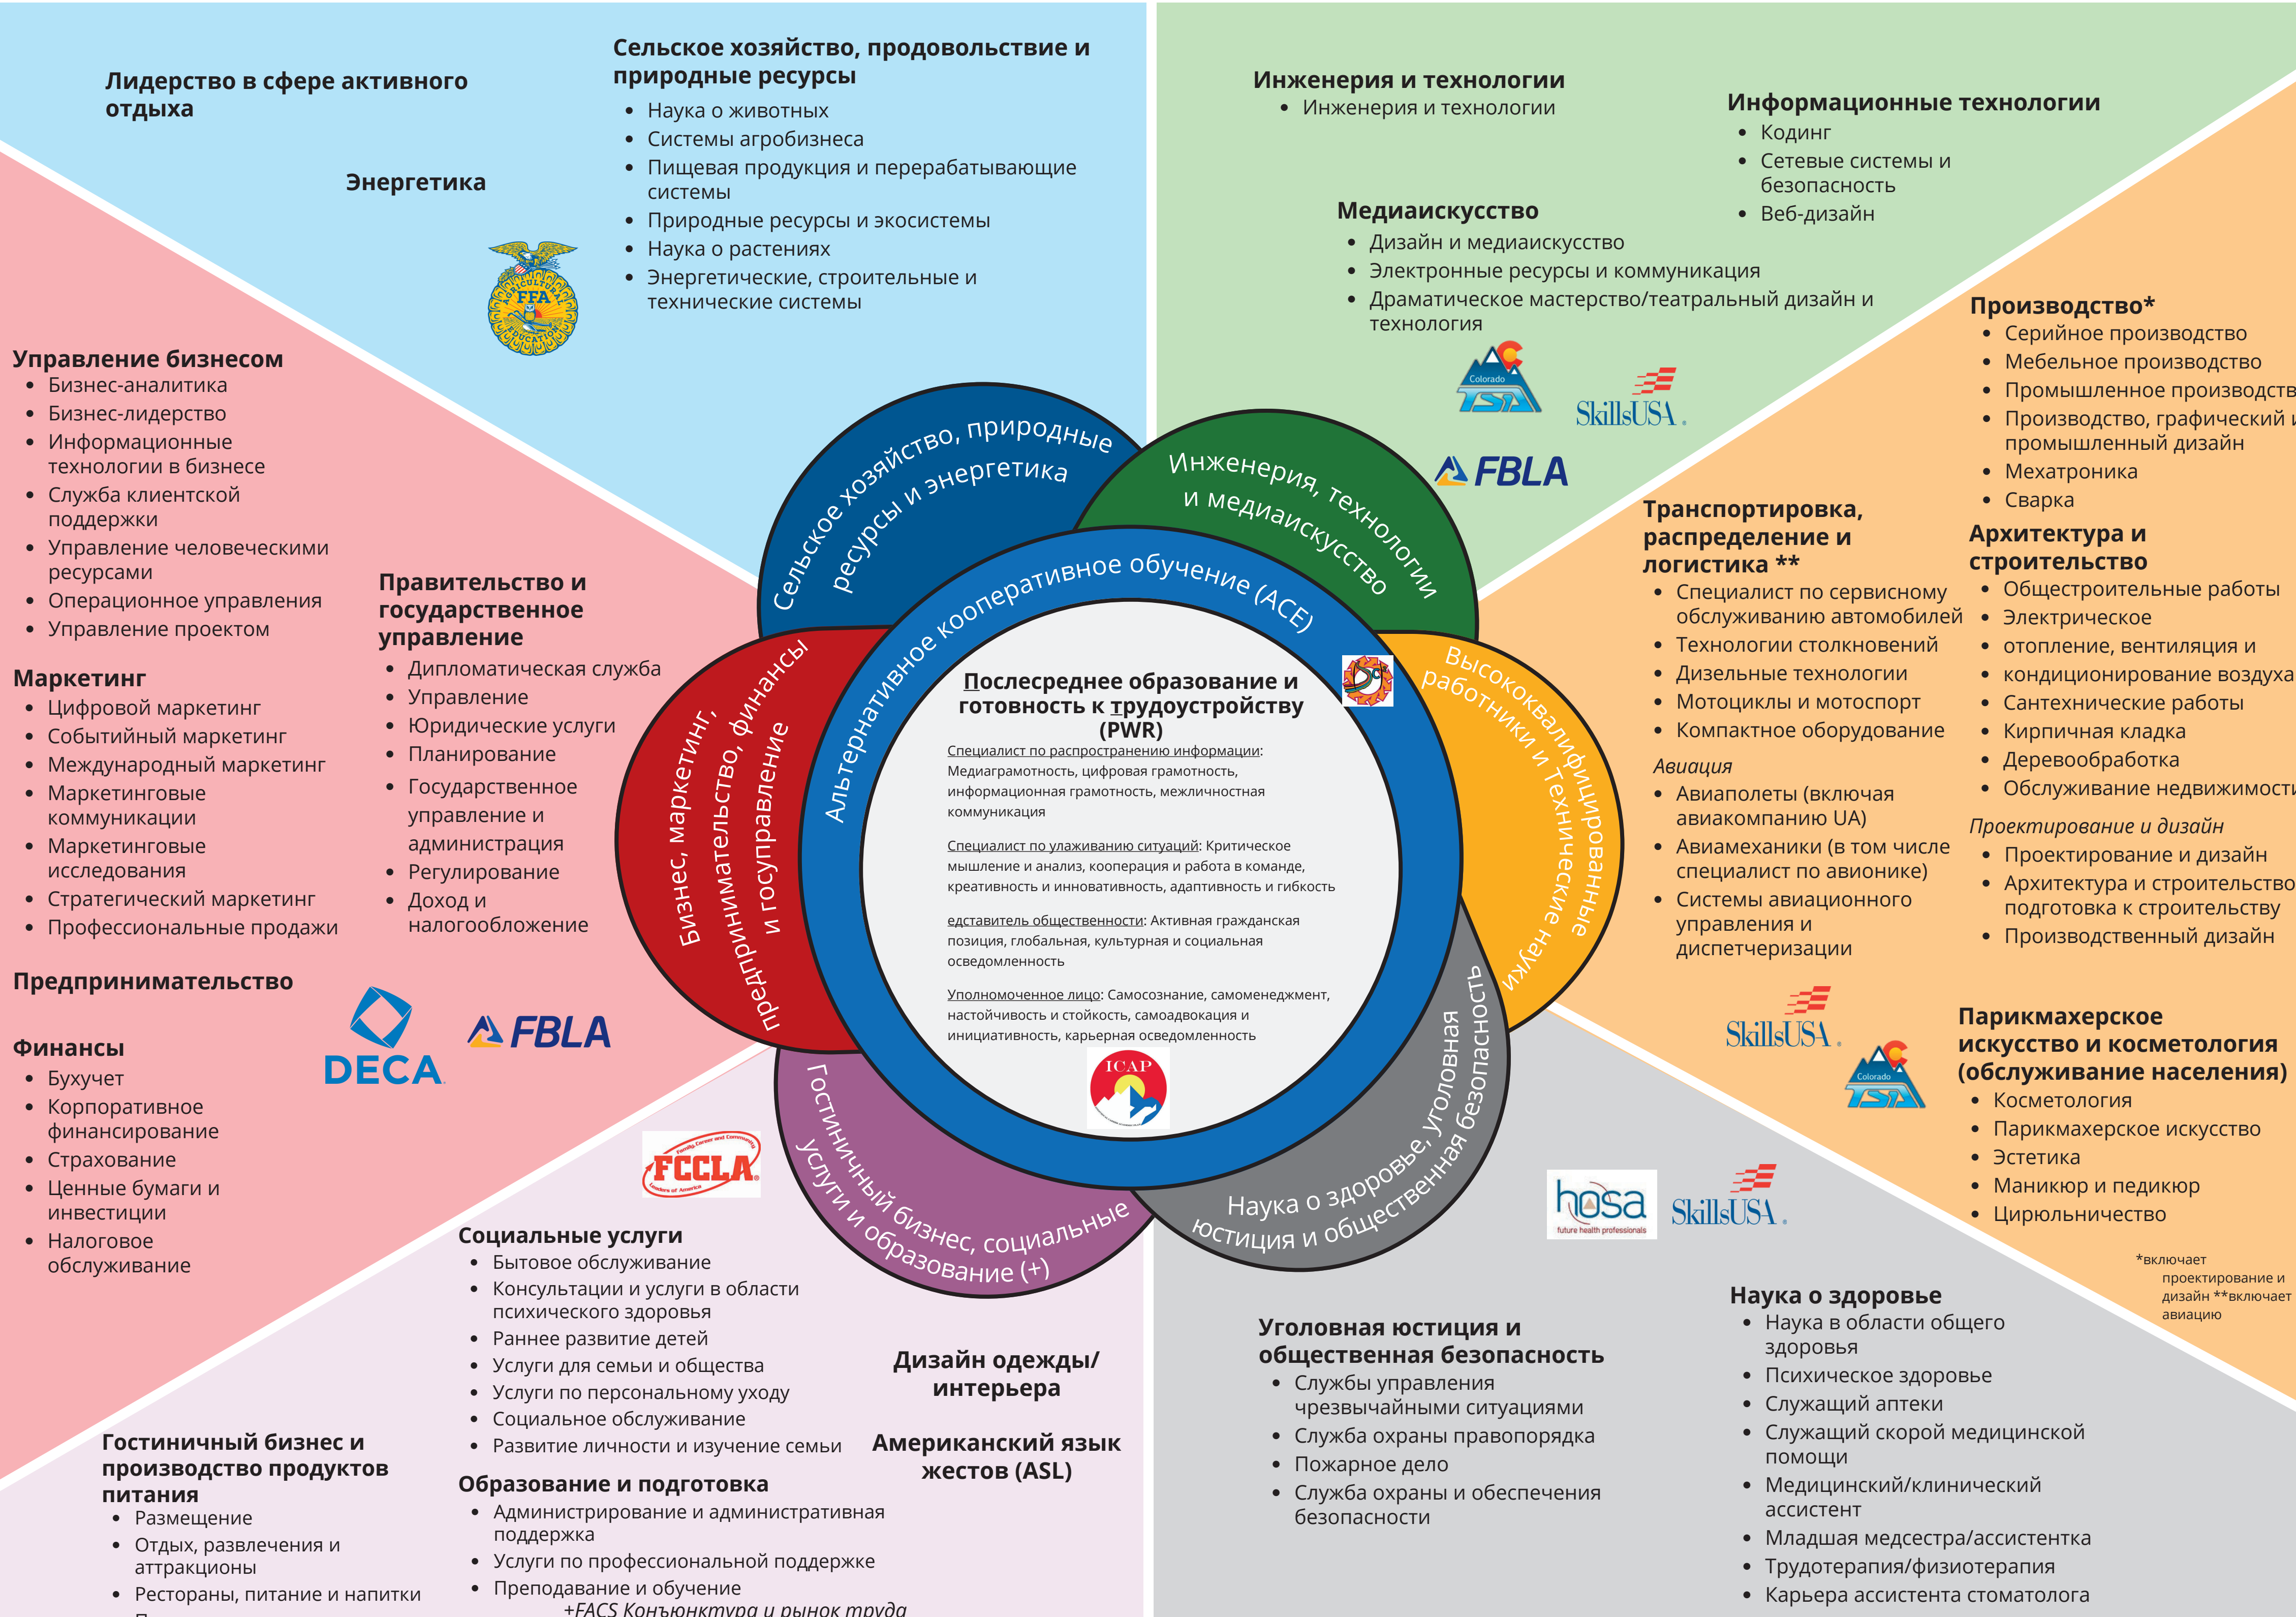 Лидерство в сфере активного
отдыха
Энергетика
Сельское хозяйство, продовольствие и
природные ресурсы
• Наука о животных
• Системы агробизнеса
• Пищевая продукция и перерабатывающие
системы
• Природные ресурсы и экосистемы
• Наука о растениях
• Энергетические, строительные и
технические системы
AGRICULTURAL
FFA
EDUCATION
Инженерия и технологии
• Инженерия и технологии
Информационные технологии
• Кодинг
• Сетевые системы и
безопасность
• Веб-дизайн
Медиаискусство
• Дизайн и медиаискусство
• Электронные ресурсы и коммуникация
• Драматическое мастерство/театральный дизайн и
технология
Colorado
TSA
SkillsUSA®
FBLA
Производство*
• Серийное производство
• Мебельное производство
• Промышленное производств
• Производство, графический и
промышленный дизайн
• Мехатроника
• Сварка
Транспортировка,
распределение и
логистика **
• Специалист по сервисному
обслуживанию автомобилей
• Технологии столкновений
• Дизельные технологии
• Мотоциклы и мотоспорт
• Компактное оборудование
Авиация
• Авиаполеты (включая
авиакомпанию UA)
• Авиамеханики (в том числе
специалист по авионике)
• Системы авиационного
управления и
диспетчеризации
Архитектура и
строительство
• Общестроительные работы
• Электрическое
• отопление, вентиляция и
• кондиционирование воздуха
• Сантехнические работы
• Кирпичная кладка
• Деревообработка
• Обслуживание недвижимости
Проектирование и дизайн
• Проектирование и дизайн
• Архитектура и строительство
подготовка к строительству
• Производственный дизайн
SkillsUSA®
Colorado
TSA
Парикмахерское
искусство и косметология
(обслуживание населения)
• Косметология
• Парикмахерское искусство
• Эстетика
• Маникюр и педикюр
• Цирюльничество
*включает
проектирование и
дизайн **включает
авиацию
Управление бизнесом
• Бизнес-аналитика
• Бизнес-лидерство
• Информационные
технологии в бизнесе
• Служба клиентской
поддержки
• Управление человеческими
ресурсами
• Операционное управления
• Управление проектом
Маркетинг
• Цифровой маркетинг
• Событийный маркетинг
• Международный маркетинг
• Маркетинговые
коммуникации
• Маркетинговые
исследования
• Стратегический маркетинг
• Профессиональные продажи
Предпринимательство
Финансы
• Бухучет
• Корпоративное
финансирование
• Страхование
• Ценные бумаги и
инвестиции
• Налоговое
обслуживание
Правительство и
государственное
управление
• Дипломатическая служба
• Управление
• Юридические услуги
• Планирование
• Государственное
управление и
администрация
• Регулирование
• Доход и
налогообложение
DECA
FBLA
Сельское хозяйство, природные
ресурсы и энергетика
Инженерия, технологии
и медиаискусство
Высококвалифицированные
работники и Технические науки
Наука о здоровье, уголовная
юстиция и общественная безопасность
Гостиничный бизнес, социальные
услуги и образование (+)
Бизнес, маркетинг,
предпринимательство, финансы
и госуправление
Альтернативное кооперативное обучение (ACE)
Послесреднее образование и
готовность к трудоустройству
(PWR)
Специалист по распространению информации:
Медиаграмотность, цифровая грамотность,
информационная грамотность, межличностная
коммуникация
Специалист по улаживанию ситуаций: Критическое
мышление и анализ, кооперация и работа в команде,
креативность и инновативность, адаптивность и гибкость
едставитель общественности: Активная гражданская
позиция, глобальная, культурная и социальная
осведомленность
Уполномоченное лицо: Самосознание, самоменеджмент,
настойчивость и стойкость, самоадвокация и
инициативность, карьерная осведомленность
ICAP
Family, Career and Community
FCCLA®
Leaders of America
Социальные услуги
• Бытовое обслуживание
• Консультации и услуги в области
психического здоровья
• Раннее развитие детей
• Услуги для семьи и общества
• Услуги по персональному уходу
• Социальное обслуживание
• Развитие личности и изучение семьи
Образование и подготовка
• Администрирование и административная
поддержка
• Услуги по профессиональной поддержке
• Преподавание и обучение
+FACS Конъюнктура и рынок труда
Дизайн одежды/
интерьера
Американский язык
жестов (ASL)
Гостиничный бизнес и
производство продуктов
питания
• Размещение
• Отдых, развлечения и
аттракционы
• Рестораны, питание и напитки
hosa
future health professionals
SkillsUSA®
Уголовная юстиция и
общественная безопасность
• Службы управления
чрезвычайными ситуациями
• Служба охраны правопорядка
• Пожарное дело
• Служба охраны и обеспечения
безопасности
Наука о здоровье
• Наука в области общего
здоровья
• Психическое здоровье
• Служащий аптеки
• Служащий скорой медицинской
помощи
• Медицинский/клинический
ассистент
• Младшая медсестра/ассистентка
• Трудотерапия/физиотерапия
• Карьера ассистента стоматолога